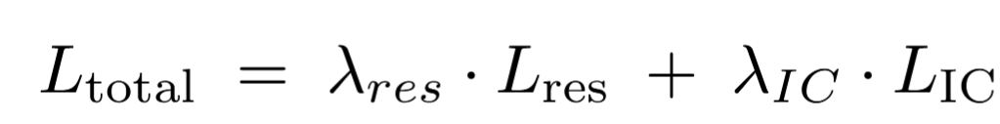 L_total = λ_res · L_res + λ_IC · L_IC